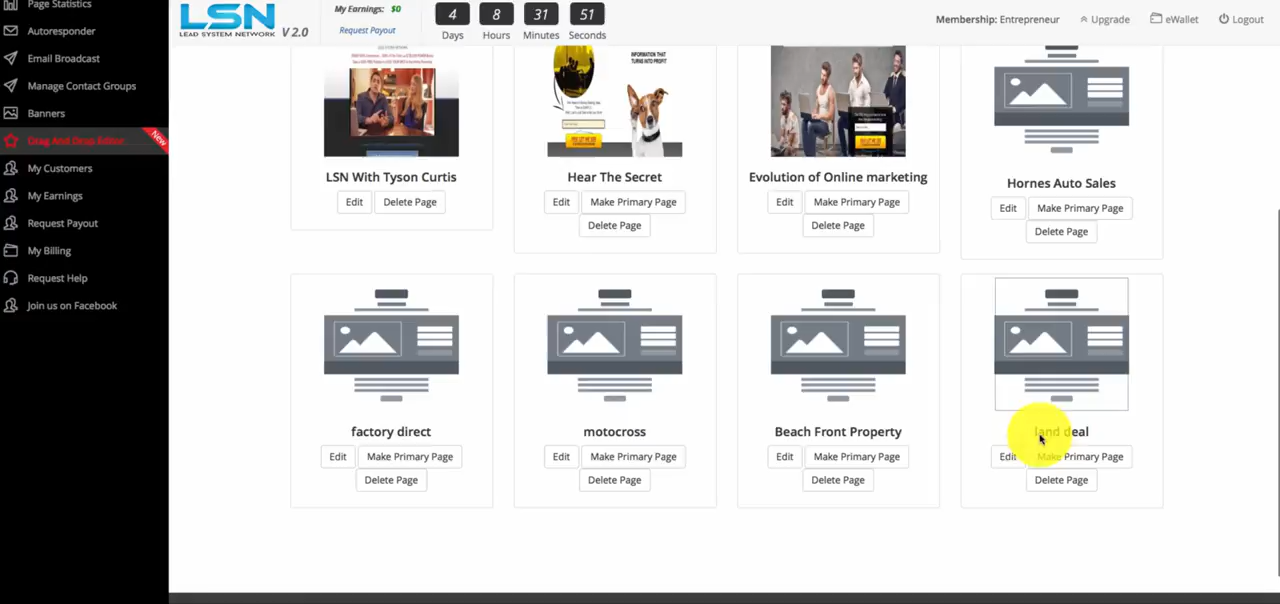 Page Statistics
Autoresponder
Email Broadcast
Manage Contact Groups
Banners
Drag And Drop Editor
New
My Customers
My Earnings
Request Payout
My Billing
Request Help
Join us on Facebook
LSN
LEAD SYSTEM NETWORK
V 2.0
My Earnings: $0
Request Payout
4 8 31 51
Days Hours Minutes Seconds
Membership: Entrepreneur
Upgrade
eWallet
Logout
INFORMATION THAT
TURNS INTO PROFIT
LSN With Tyson Curtis
Edit Delete Page
Hear The Secret
Edit Make Primary Page
Delete Page
Evolution of Online marketing
Edit Make Primary Page
Delete Page
Hornes Auto Sales
Edit Make Primary Page
Delete Page
factory direct
Edit Make Primary Page
Delete Page
motocross
Edit Make Primary Page
Delete Page
Beach Front Property
Edit Make Primary Page
Delete Page
land deal
Edit Make Primary Page
Delete Page